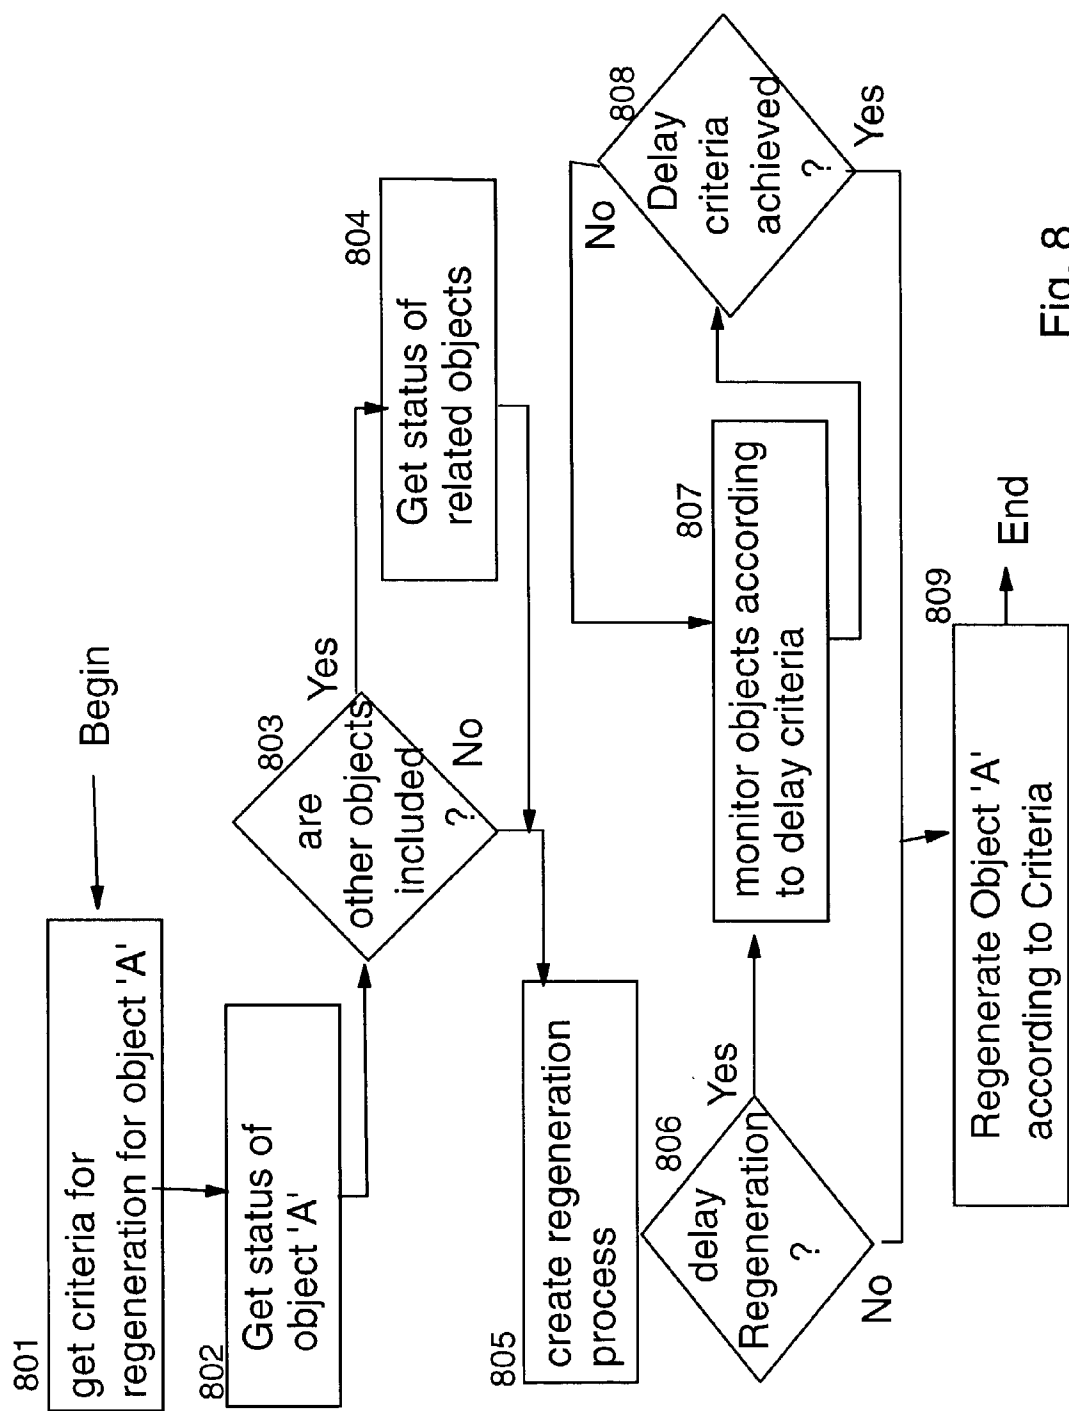 Begin
801
get criteria for
regeneration for object 'A'
802
Get status of
object 'A'
803
are
other objects
included
?
Yes
No
804
Get status of
related objects
805
create regeneration
process
806
delay
Regeneration
?
Yes
No
807
monitor objects according
to delay criteria
808
Delay
criteria
achieved
?
No
Yes
809
Regenerate Object 'A'
according to Criteria
End
Fig. 8